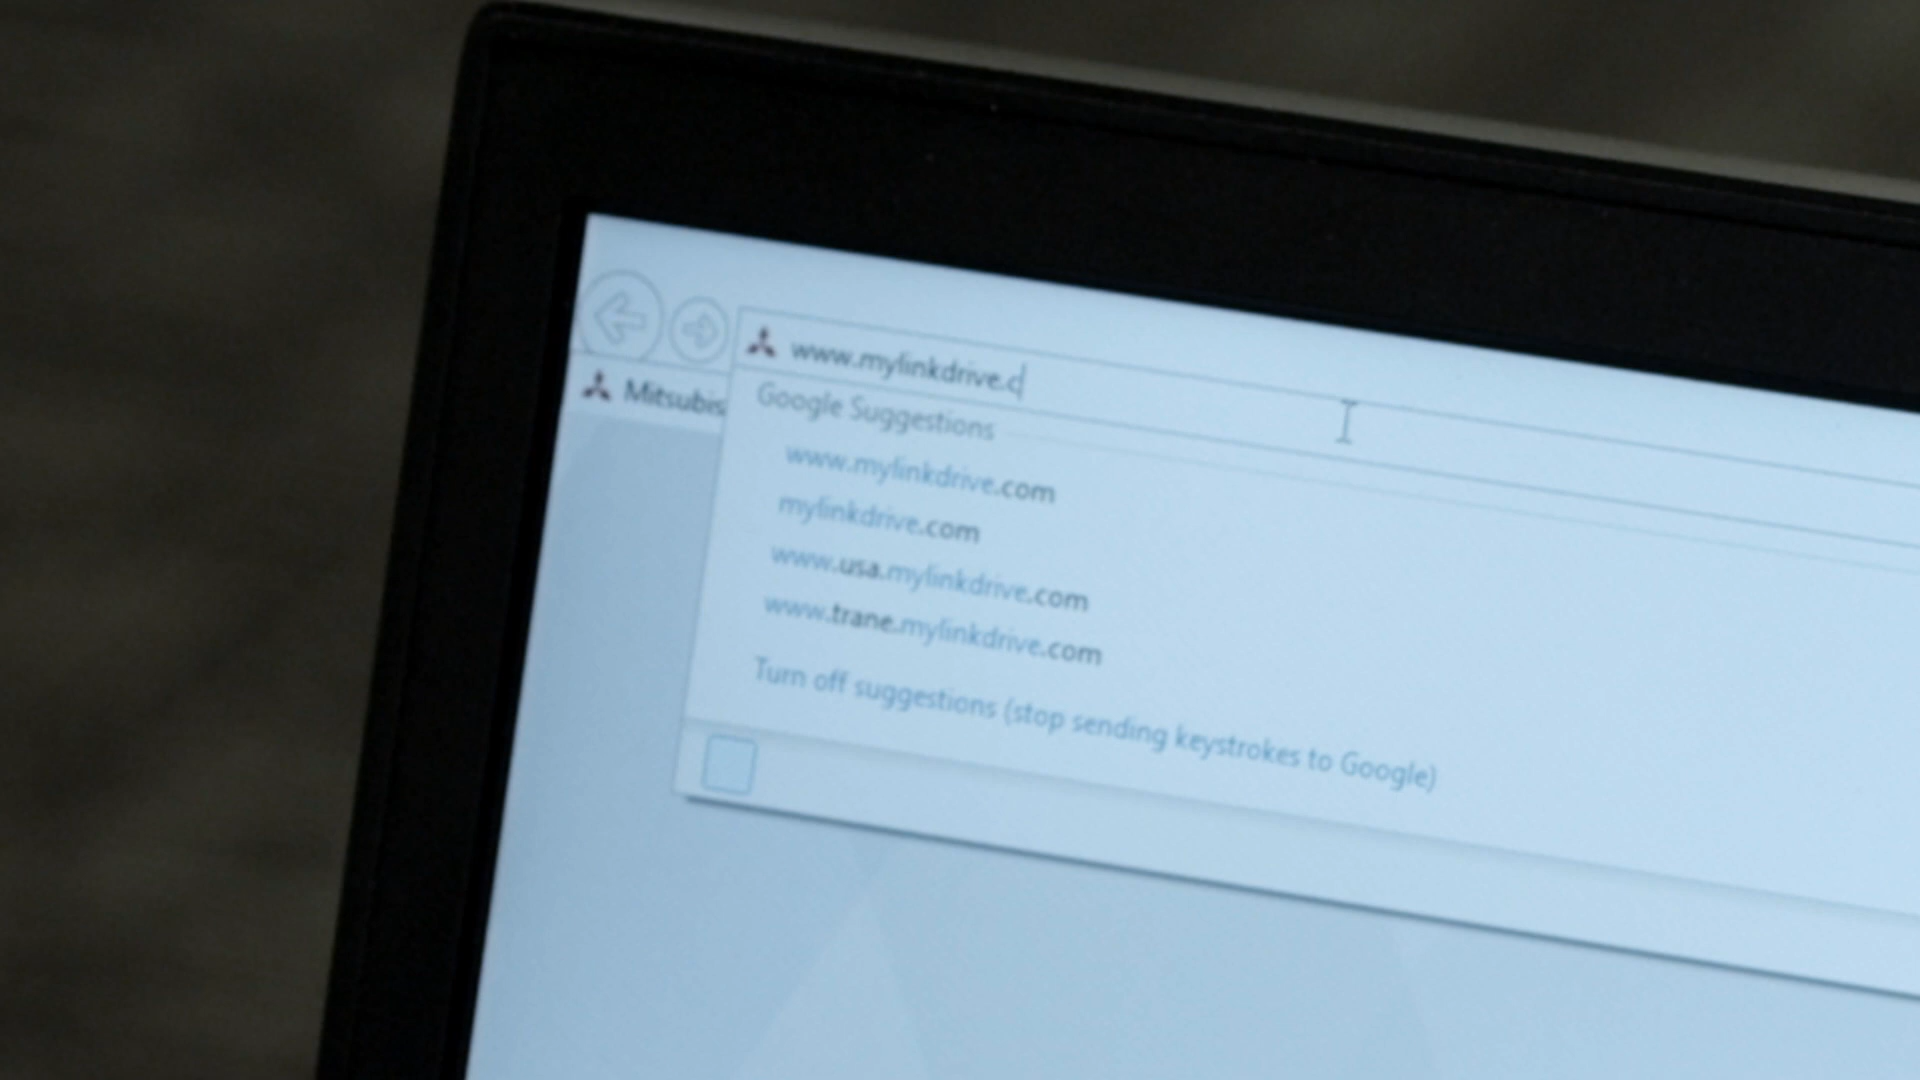 www.mylinkdrive.c
Mitsubis
Google Suggestions
www.mylinkdrive.com
mylinkdrive.com
www.usa.mylinkdrive.com
www.trane.mylinkdrive.com
Turn off suggestions (stop sending keystrokes to Google)